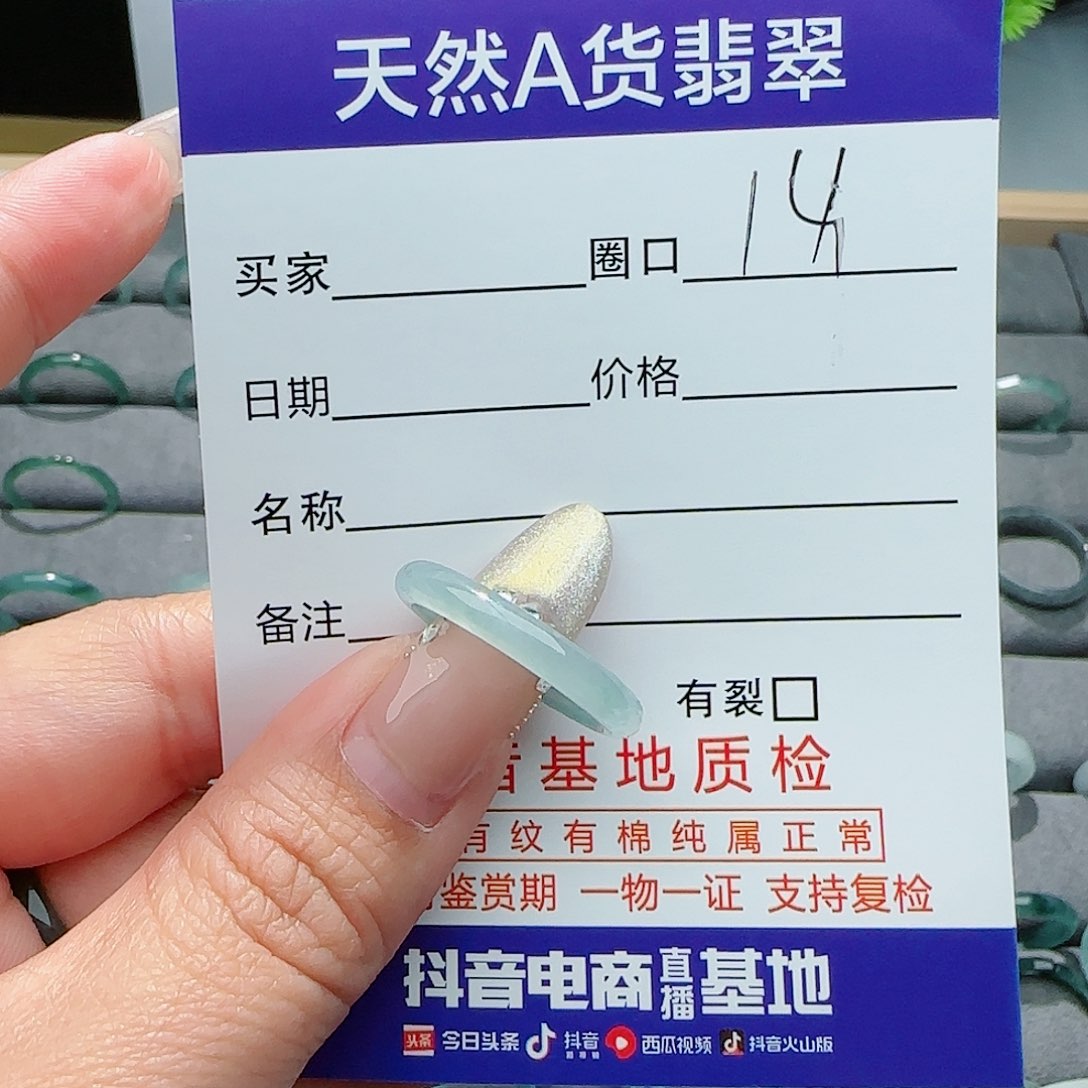 天然A货翡翠
买家 圈口 14
日期 价格
名称
备注
有裂
基地质检
有纹有棉纯属正常
鉴赏期 一物一证 支持复检
抖音电商直播基地
头条 今日头条 抖音 西瓜视频 抖音火山版